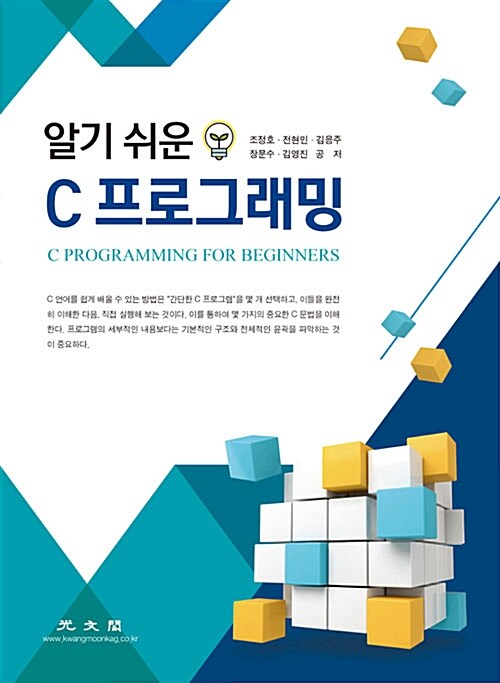 알기 쉬운
조정호 · 전현민 · 김응주
장문수 · 김영진 공 저
C 프로그래밍
C PROGRAMMING FOR BEGINNERS
C 언어를 쉽게 배울 수 있는 방법은 "간단한 C 프로그램"을 몇 개 선택하고, 이들을 완전
히 이해한 다음, 직접 실행해 보는 것이다. 이를 통하여 몇 가지의 중요한 C 문법을 이해
한다. 프로그램의 세부적인 내용보다는 기본적인 구조와 전체적인 윤곽을 파악하는 것
이 중요하다.
光文閣
www.kwangmoonkag.co.kr